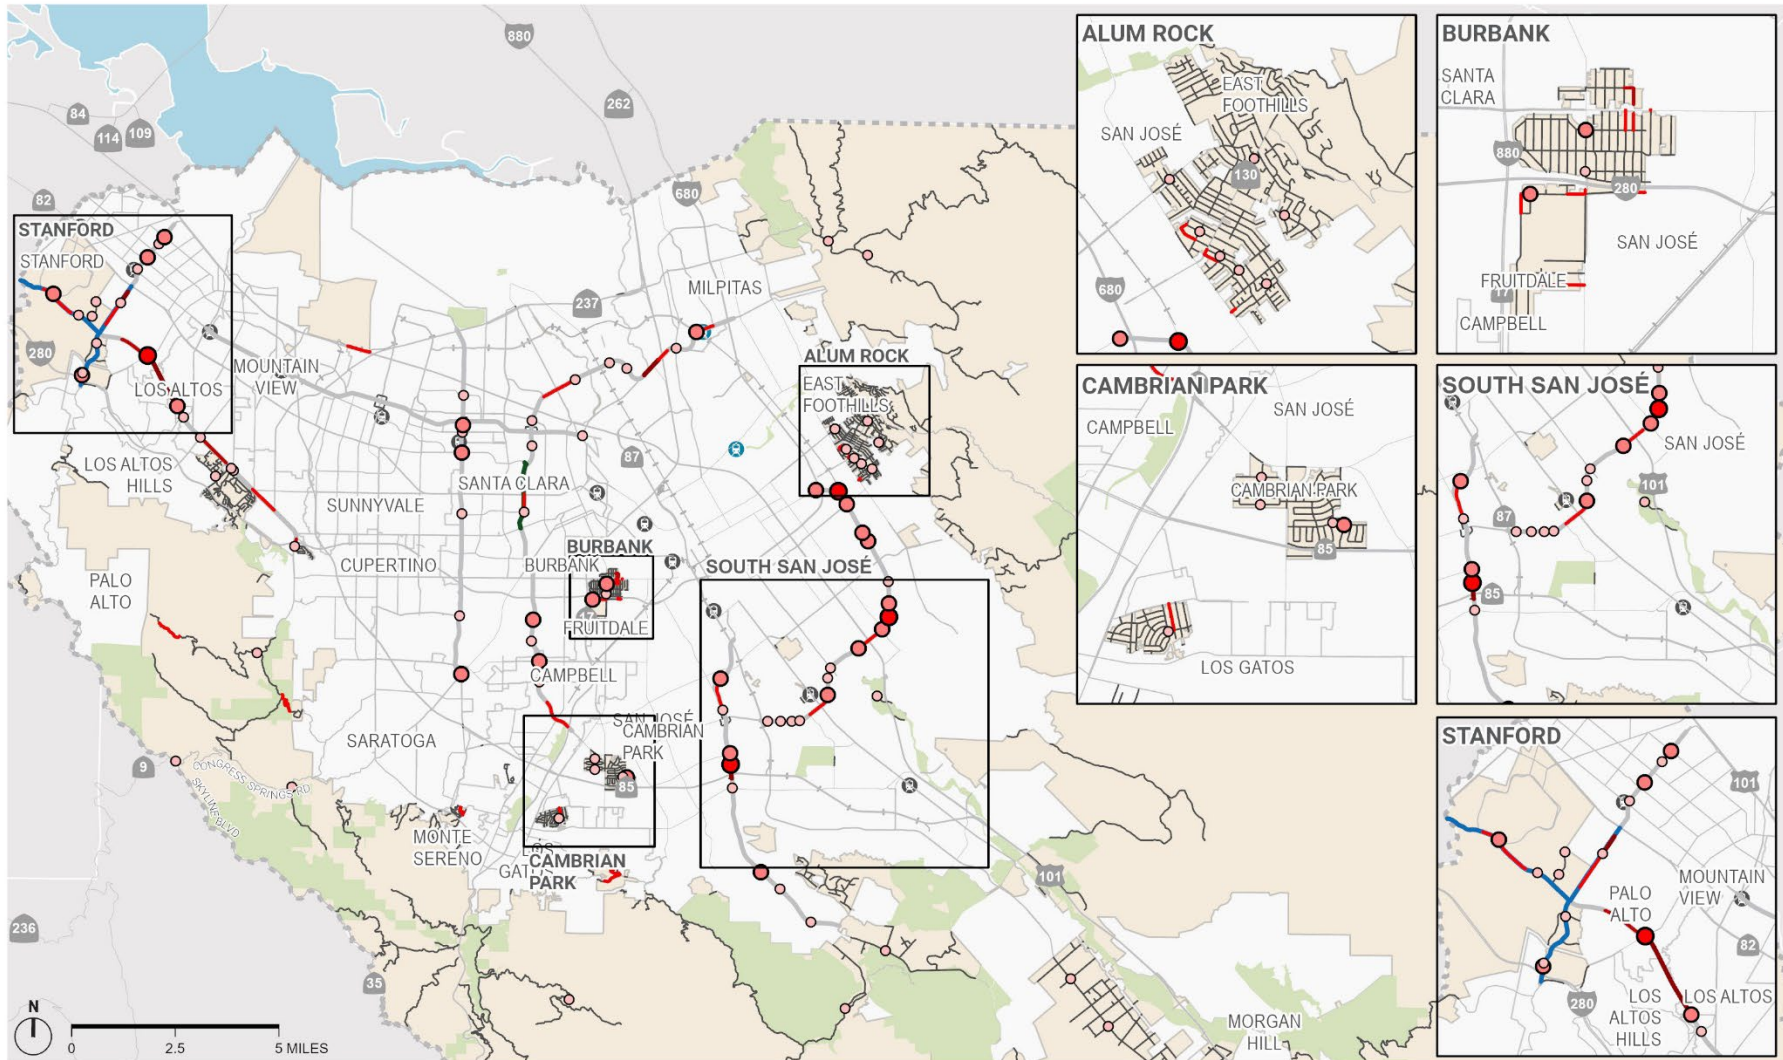 880
262
84
114
109
82
680
STANFORD
STANFORD
280
237
MILPITAS
MOUNTAIN
VIEW
LOS ALTOS
ALUM ROCK
EAST
FOOTHILLS
87
LOS ALTOS
HILLS
SUNNYVALE
SANTA CLARA
BURBANK
BURBANK
CUPERTINO
FRUITDALE
17
SOUTH SAN JOSÉ
PALO
ALTO
CAMPBELL
SAN JOSÉ
CAMBRIAN
PARK
85
SARATOGA
9
CONGRESS SPRINGS RD
SKYLINE BLVD
MONTE
SERENO
LOS
GATOS
CAMBRIAN
PARK
101
236
35
MORGAN
HILL
N
0
2.5
5 MILES
ALUM ROCK
EAST
FOOTHILLS
SAN JOSÉ
130
680
BURBANK
SANTA
CLARA
880
280
SAN JOSÉ
FRUITDALE
17
CAMPBELL
CAMBRIAN PARK
SAN JOSÉ
CAMPBELL
CAMBRIAN PARK
85
LOS GATOS
SOUTH SAN JOSÉ
SAN JOSÉ
101
87
85
STANFORD
101
MOUNTAIN
VIEW
PALO
ALTO
82
280
LOS
ALTOS
HILLS
LOS ALTOS